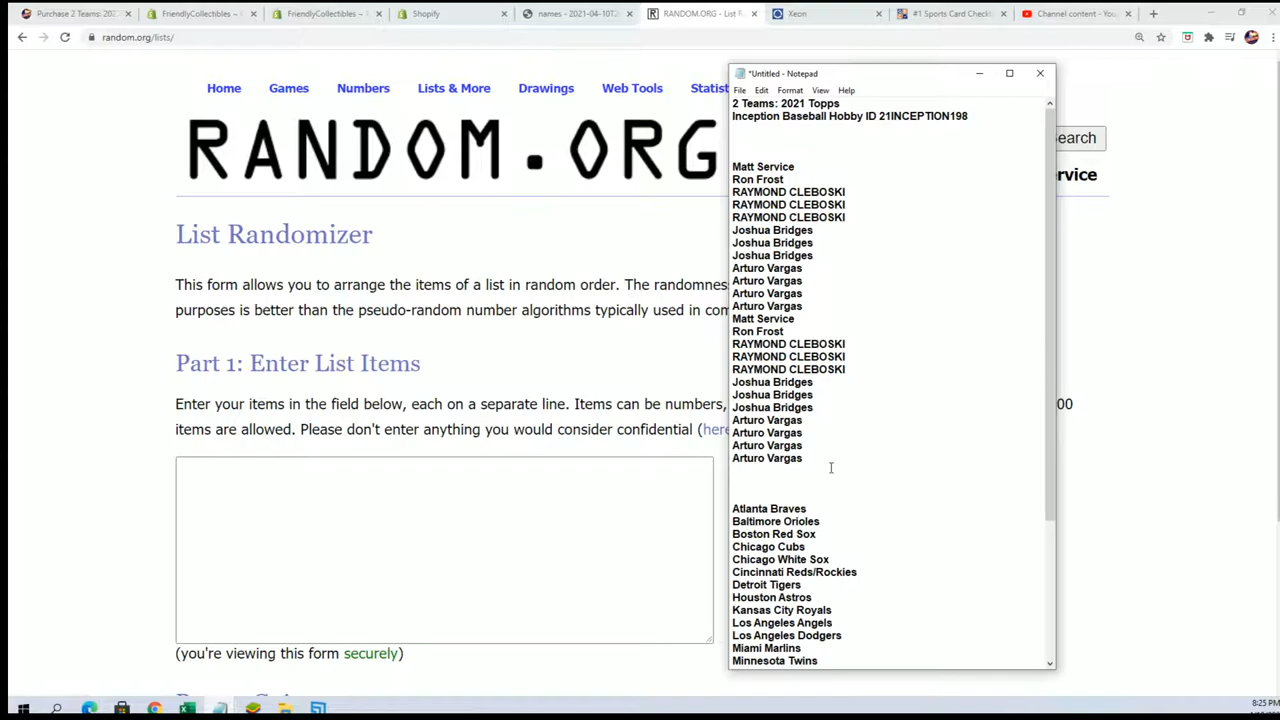 Purchase 2 Teams: 202
FriendlyCollectibles ~
FriendlyCollectibles ~
Shopify
names - 2021-04-10T2
RANDOM.ORG - List R
Xeon
#1 Sports Card Check
Channel content - You
random.org/lists/
Home Games Numbers Lists & More Drawings Web Tools Statist
RANDOM.ORG
Search
ervice
List Randomizer
This form allows you to arrange the items of a list in random order. The randomnes
purposes is better than the pseudo-random number algorithms typically used in com
Part 1: Enter List Items
Enter your items in the field below, each on a separate line. Items can be numbers, 00
items are allowed. Please don't enter anything you would consider confidential (here
(you're viewing this form securely)
*Untitled - Notepad
File Edit Format View Help
2 Teams: 2021 Topps
Inception Baseball Hobby ID 21INCEPTION198
Matt Service
Ron Frost
RAYMOND CLEBOSKI
RAYMOND CLEBOSKI
RAYMOND CLEBOSKI
Joshua Bridges
Joshua Bridges
Joshua Bridges
Arturo Vargas
Arturo Vargas
Arturo Vargas
Arturo Vargas
Matt Service
Ron Frost
RAYMOND CLEBOSKI
RAYMOND CLEBOSKI
RAYMOND CLEBOSKI
Joshua Bridges
Joshua Bridges
Joshua Bridges
Arturo Vargas
Arturo Vargas
Arturo Vargas
Arturo Vargas
Atlanta Braves
Baltimore Orioles
Boston Red Sox
Chicago Cubs
Chicago White Sox
Cincinnati Reds/Rockies
Detroit Tigers
Houston Astros
Kansas City Royals
Los Angeles Angels
Los Angeles Dodgers
Miami Marlins
Minnesota Twins
8:25 PM